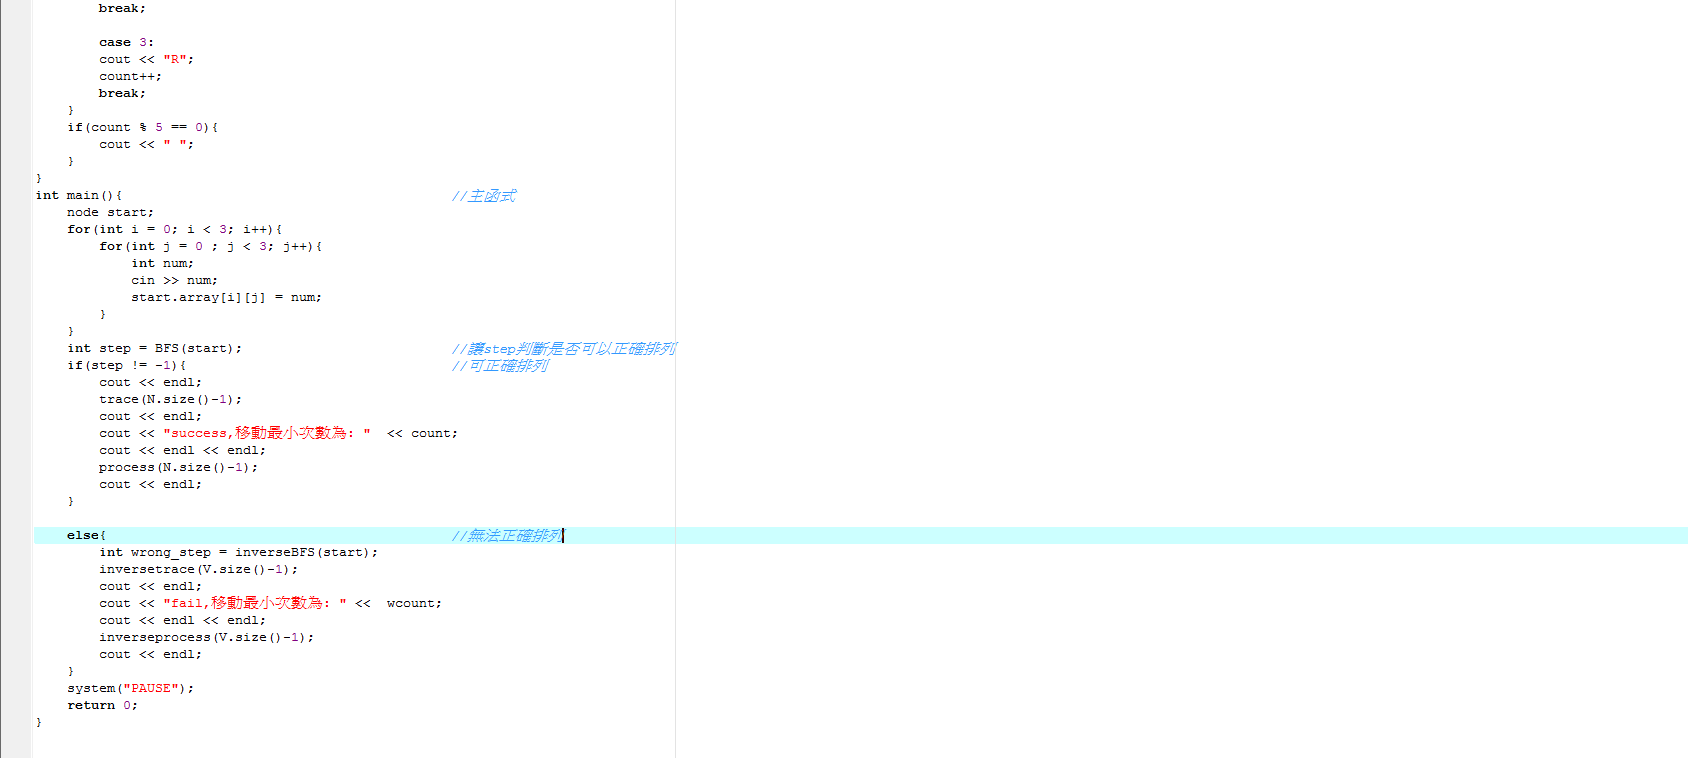 break;
case 3:
cout << "R";
count++;
break;
}
if(count % 5 == 0){
cout << " ";
}
}
int main(){ //主函式
node start;
for(int i = 0; i < 3; i++){
for(int j = 0 ; j < 3; j++){
int num;
cin >> num;
start.array[i][j] = num;
}
}
int step = BFS(start); //讓step判斷是否可以正確排列
if(step != -1){ //可正確排列
cout << endl;
trace(N.size()-1);
cout << endl;
cout << "success,移動最小次數為: "  << count;
cout << endl << endl;
process(N.size()-1);
cout << endl;
}
else{ //無法正確排列
int wrong_step = inverseBFS(start);
inversetrace(V.size()-1);
cout << endl;
cout << "fail,移動最小次數為: " <<  wcount;
cout << endl << endl;
inverseprocess(V.size()-1);
cout << endl;
}
system("PAUSE");
return 0;
}